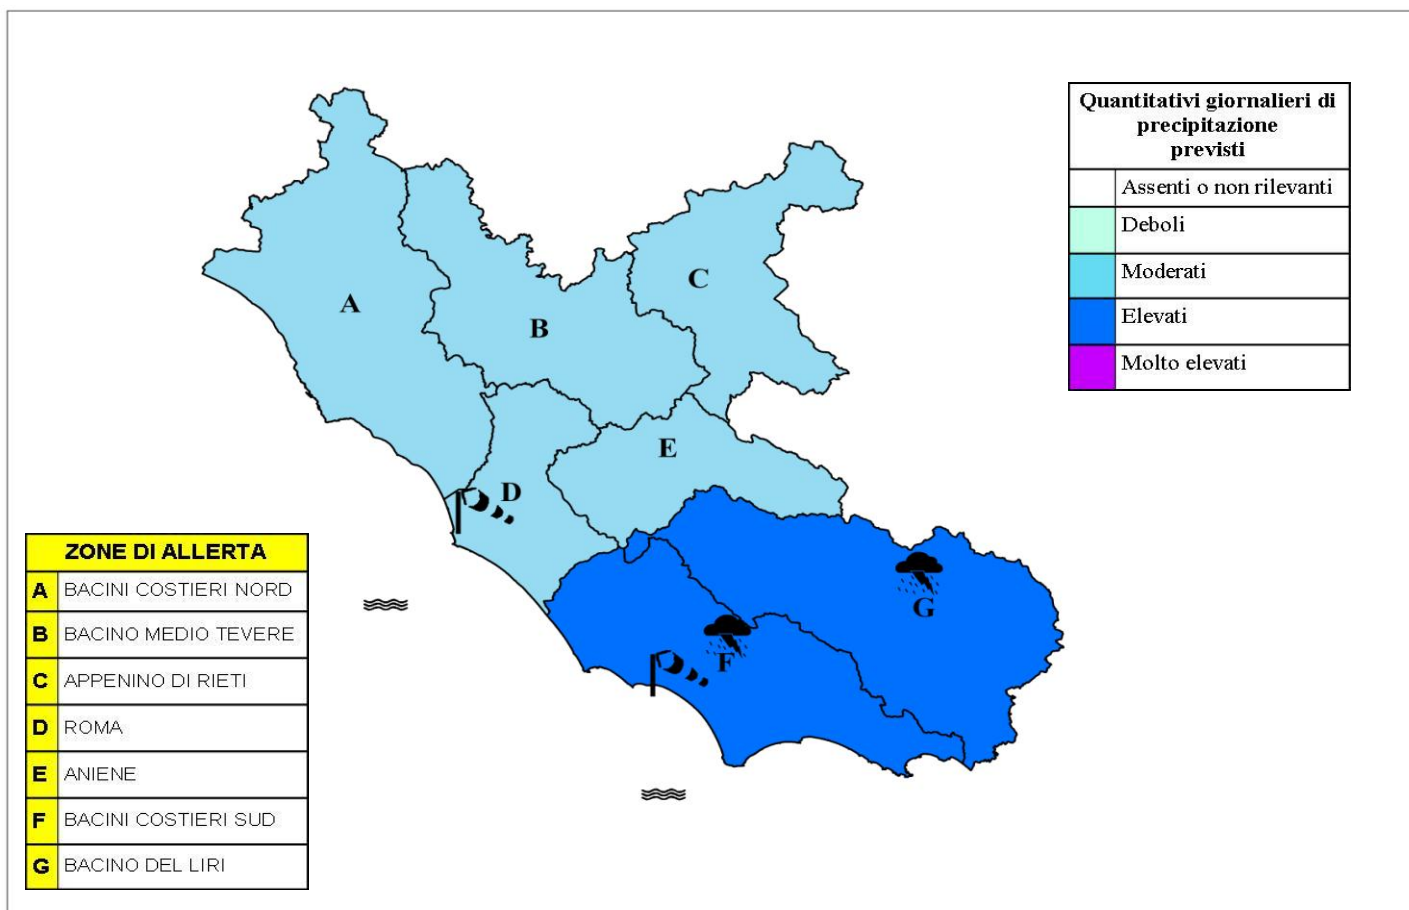 Quantitativi giornalieri di
precipitazione
previsti
Assenti o non rilevanti
Deboli
Moderati
Elevati
Molto elevati
A
B
C
D
E
F
G
ZONE DI ALLERTA
A BACINI COSTIERI NORD
B BACINO MEDIO TEVERE
C APPENINO DI RIETI
D ROMA
E ANIENE
F BACINI COSTIERI SUD
G BACINO DEL LIRI